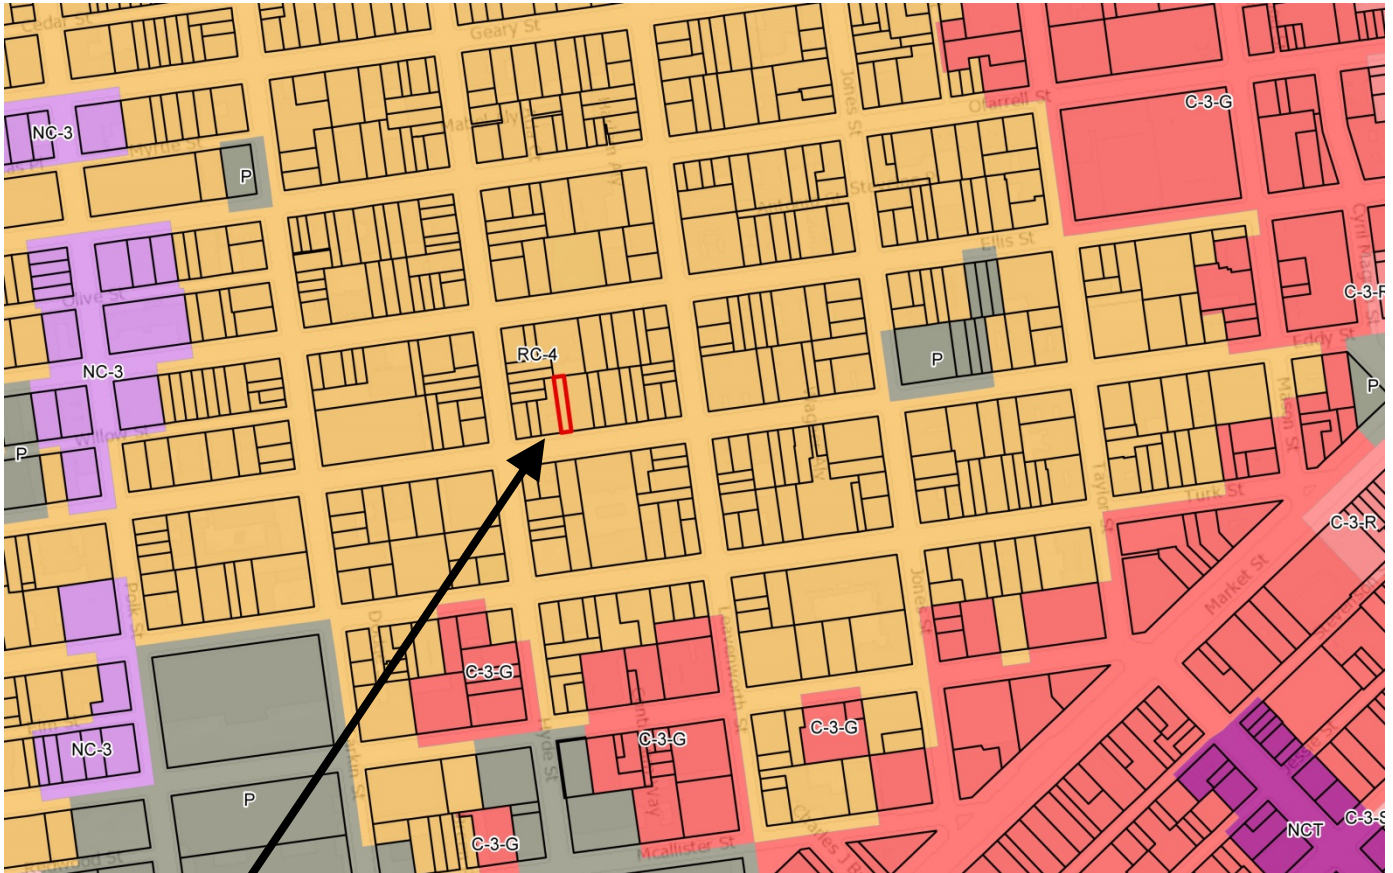 Cedar St
Geary St
Jones St
Ofarrell St
C-3-G
NC-3
Myrtle St
P
Ellis St
Olive St
C-3-R
Eddy St
RC-4
NC-3
P
P
Willow St
P
Mason St
Taylor St
Turk St
C-3-R
Market St
Polk St
Jones St
Leavenworth St
C-3-G
Hyde St
C-3-G
C-3-G
NC-3
P
C-3-G
Mcallister St
NCT
C-3-S
Redwood St